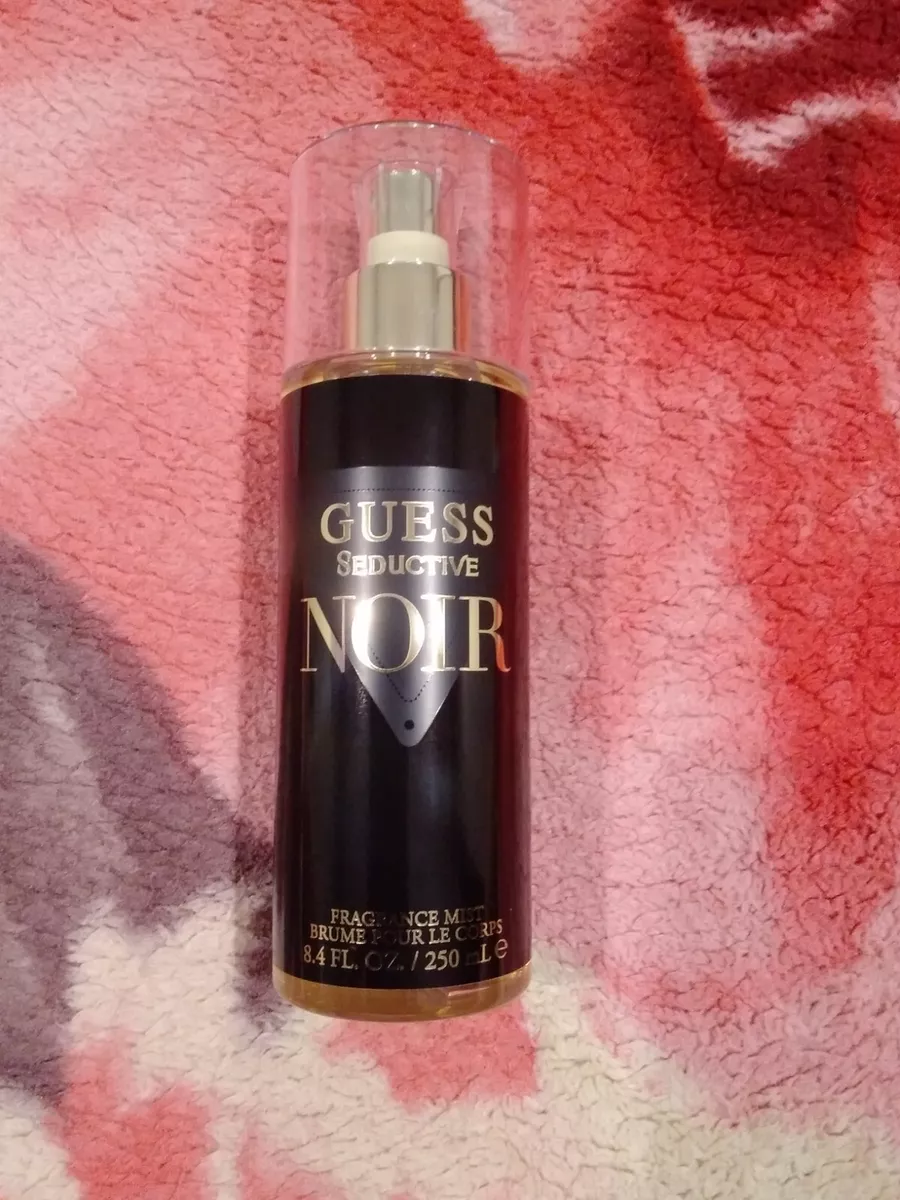 GUESS
SEDUCTIVE
NOIR
FRAGRANCE MIST
BRUME POUR LE CORPS
8.4 FL. OZ. / 250 mL e